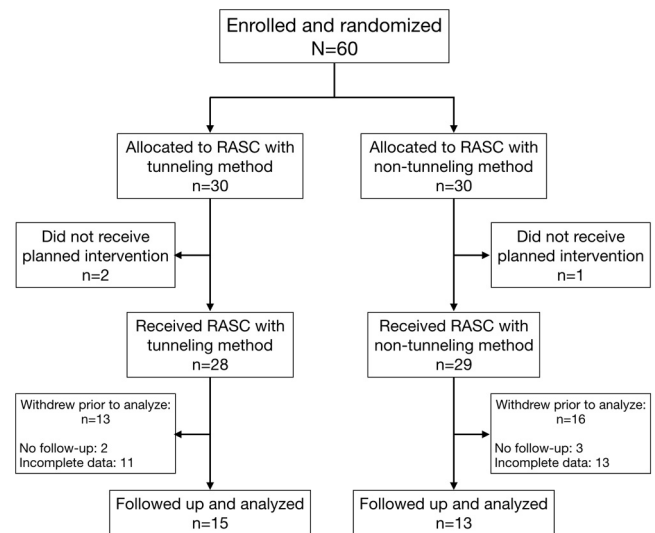 Enrolled and randomized
N=60
Allocated to RASC with
tunneling method
n=30
Allocated to RASC with
non-tunneling method
n=30
Did not receive
planned intervention
n=2
Did not receive
planned intervention
n=1
Received RASC with
tunneling method
n=28
Received RASC with
non-tunneling method
n=29
Withdrew prior to analyze:
n=13
No follow-up: 2
Incomplete data: 11
Withdrew prior to analyze:
n=16
No follow-up: 3
Incomplete data: 13
Followed up and analyzed
n=15
Followed up and analyzed
n=13